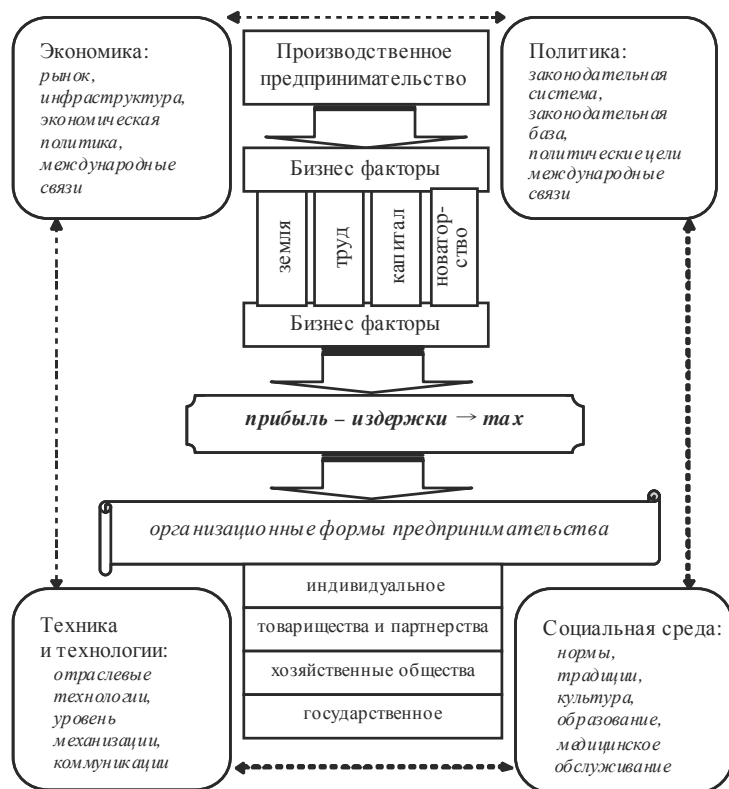 Экономика:
рынок,
инфраструктура,
экономическая
политика,
международные
связи
Производственное
предпринимательство
Политика:
законодательная
система,
законодательная
база,
политические цели
международные
связи
Бизнес факторы
земля
труд
капитал
новатор-
ство
Бизнес факторы
прибыль – издержки → max
организационные формы предпринимательства
индивидуальное
товарищества и партнерства
хозяйственные общества
государственное
Техника
и технологии:
отраслевые
технологии,
уровень
механизации,
коммуникации
Социальная среда:
нормы,
традиции,
культура,
образование,
медицинское
обслуживание